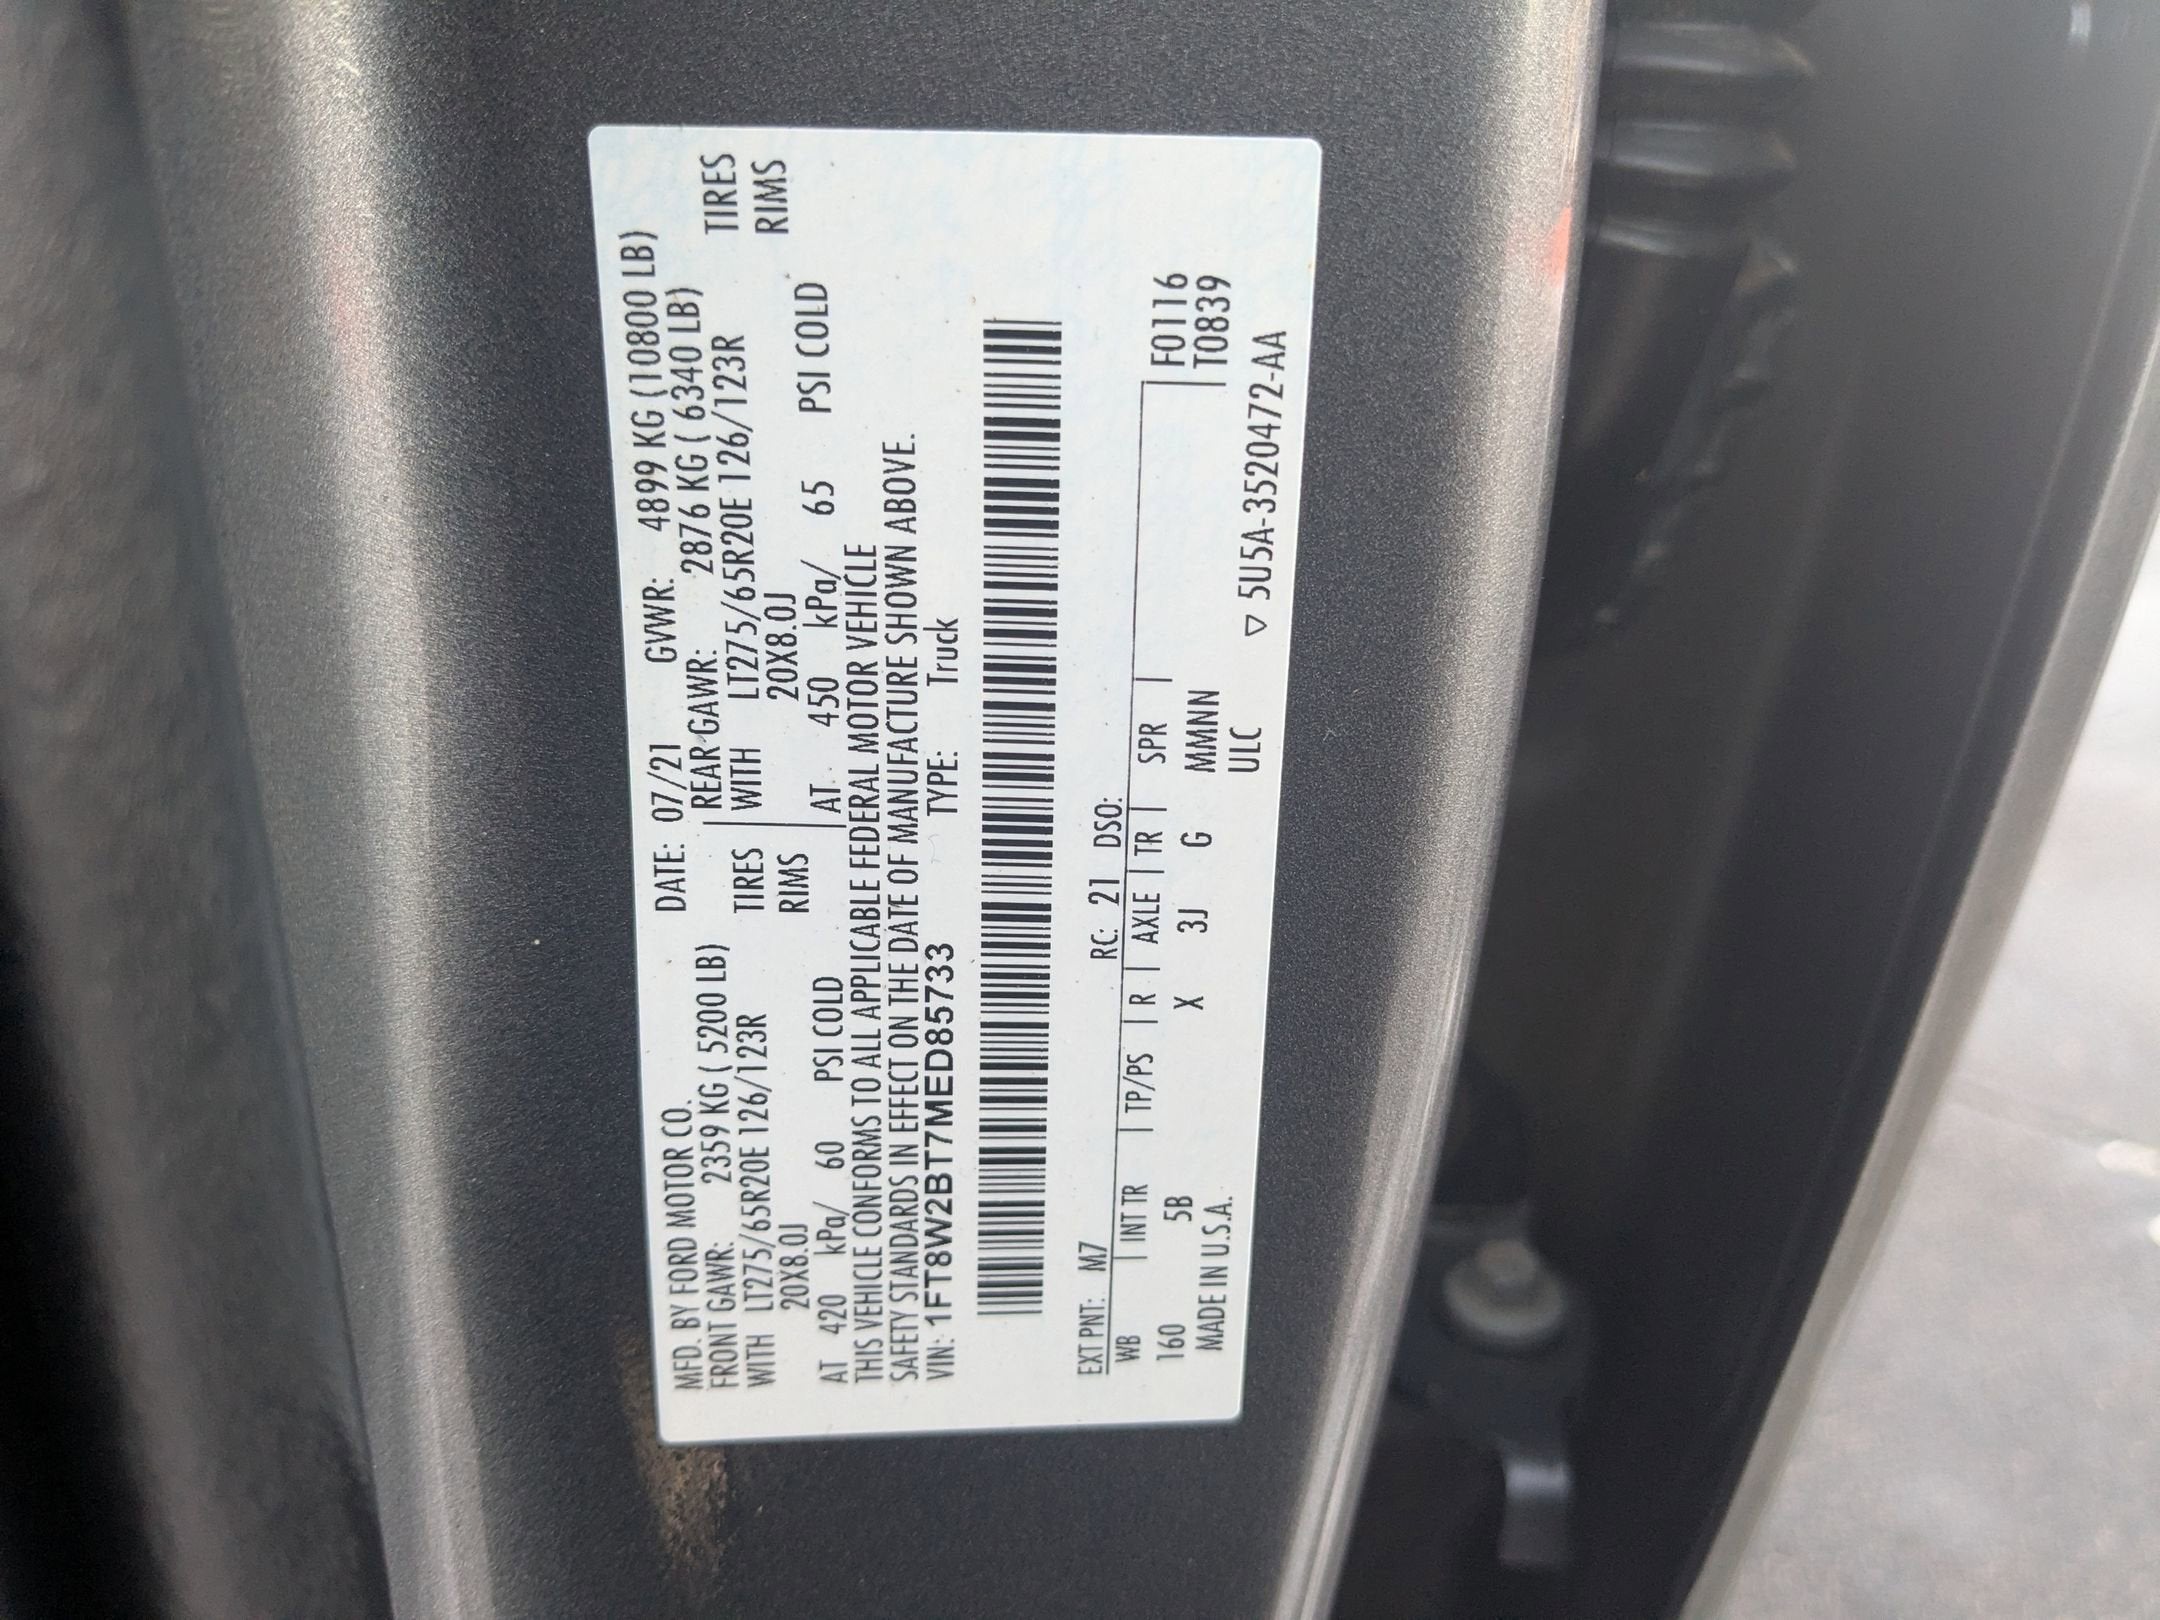 MFD. BY FORD MOTOR CO. DATE: 07/21 GVWR: 4899 KG (10800 LB)
FRONT GAWR: 2359 KG ( 5200 LB) REAR GAWR: 2876 KG ( 6340 LB)
WITH LT275/65R20E 126/123R TIRES WITH LT275/65R20E 126/123R TIRES
20X8.0J RIMS 20X8.0J RIMS
AT 420 kPa/ 60 PSI COLD AT 450 kPa/ 65 PSI COLD
THIS VEHICLE CONFORMS TO ALL APPLICABLE FEDERAL MOTOR VEHICLE
SAFETY STANDARDS IN EFFECT ON THE DATE OF MANUFACTURE SHOWN ABOVE.
VIN: 1FT8W2BT7MED85733 TYPE: Truck
EXT PNT: M7 RC: 21 DSO:
WB | INT TR | TP/PS | R | AXLE | TR | SPR | F0116
160 5B X 3J G MMNN T0839
MADE IN U.S.A. ULC ▽ 5U5A-3520472-AA